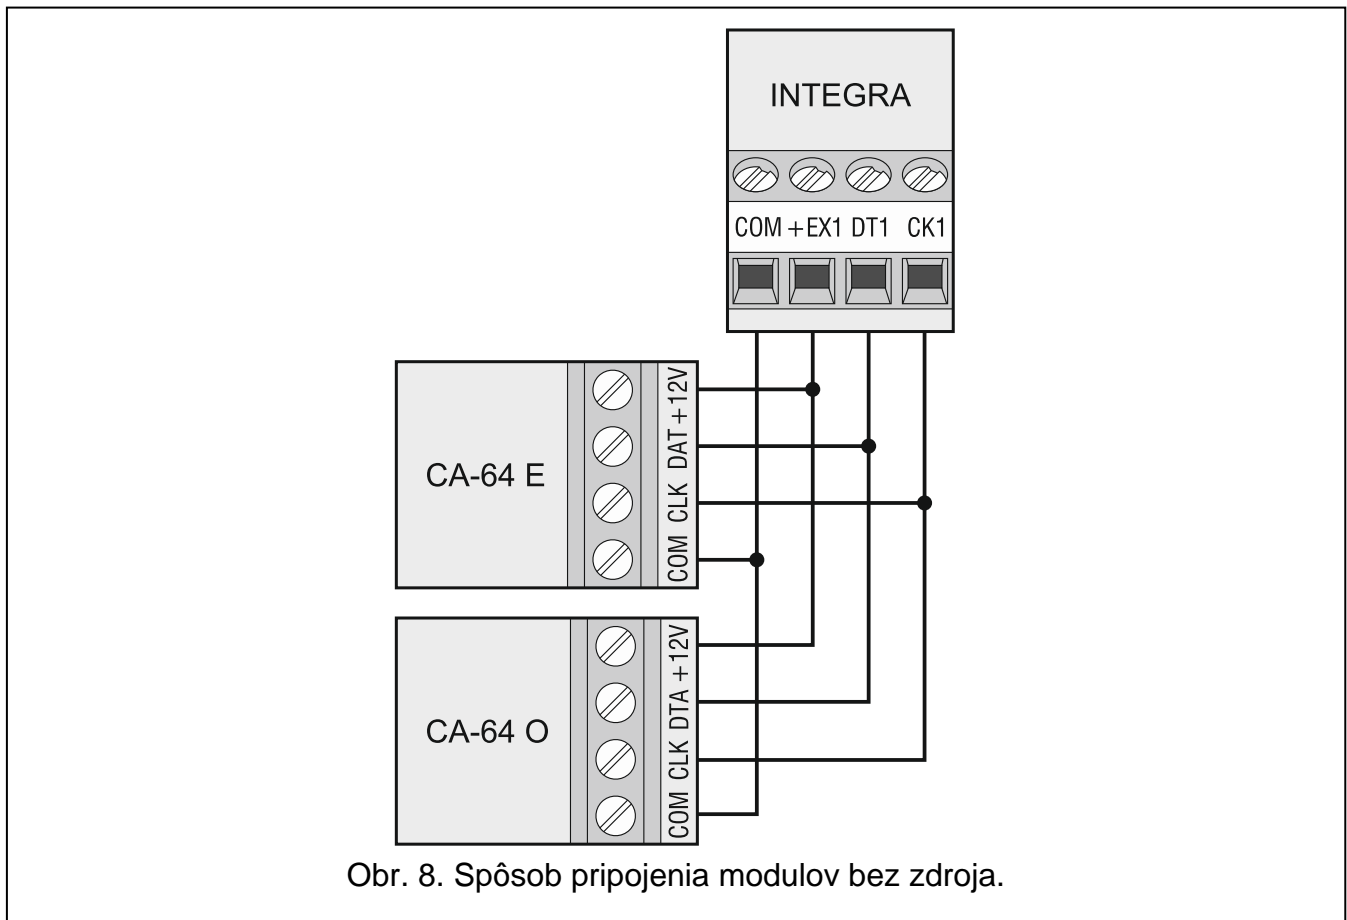 INTEGRA
COM +EX1 DT1 CK1
CA-64 E
+12V
DAT
CLK
COM
CA-64 O
+12V
DTA
CLK
COM
Obr. 8. Spôsob pripojenia modulov bez zdroja.